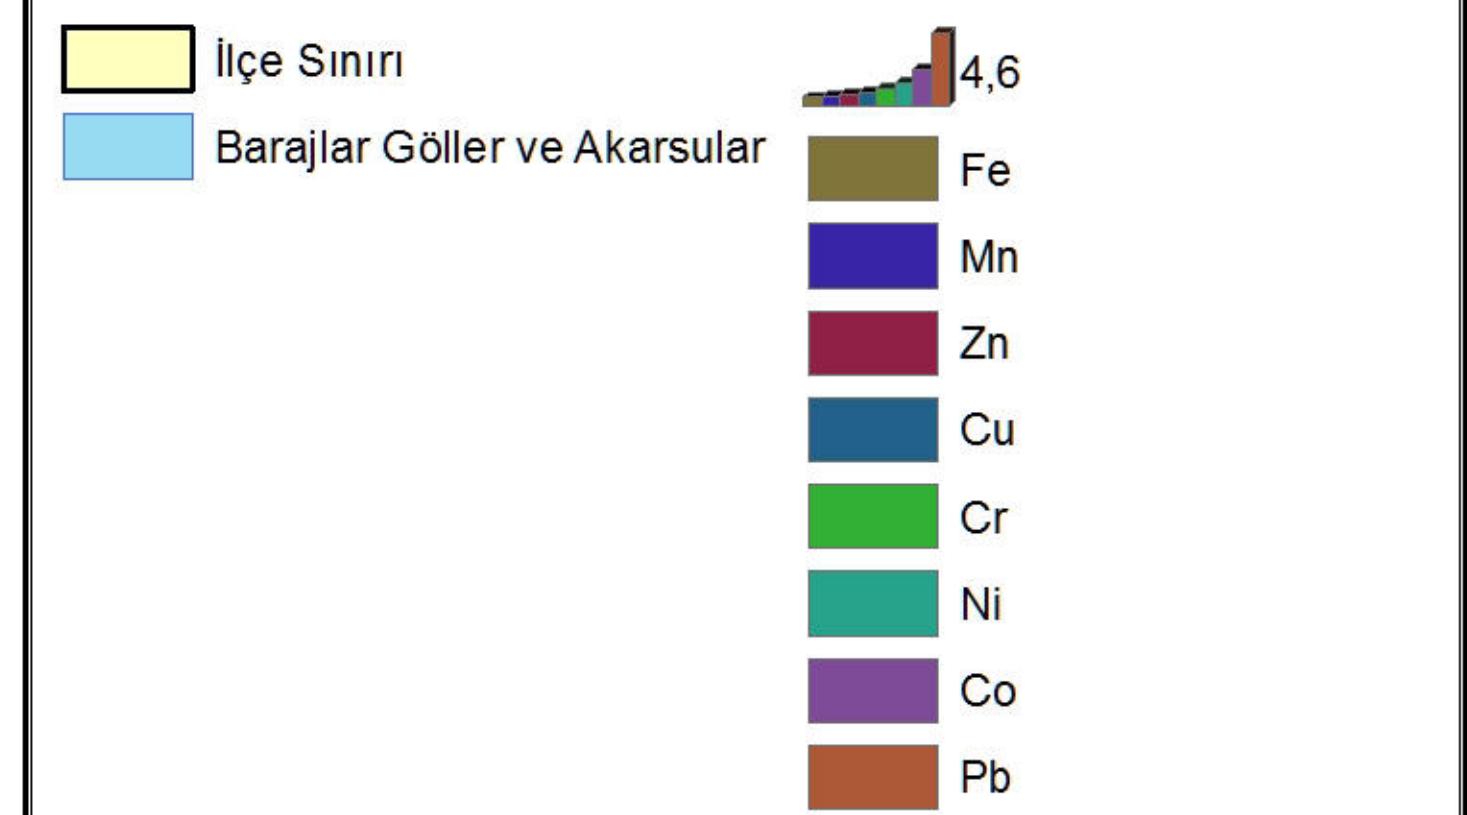 İlçe Sınırı
Barajlar Göller ve Akarsular
4,6
Fe
Mn
Zn
Cu
Cr
Ni
Co
Pb